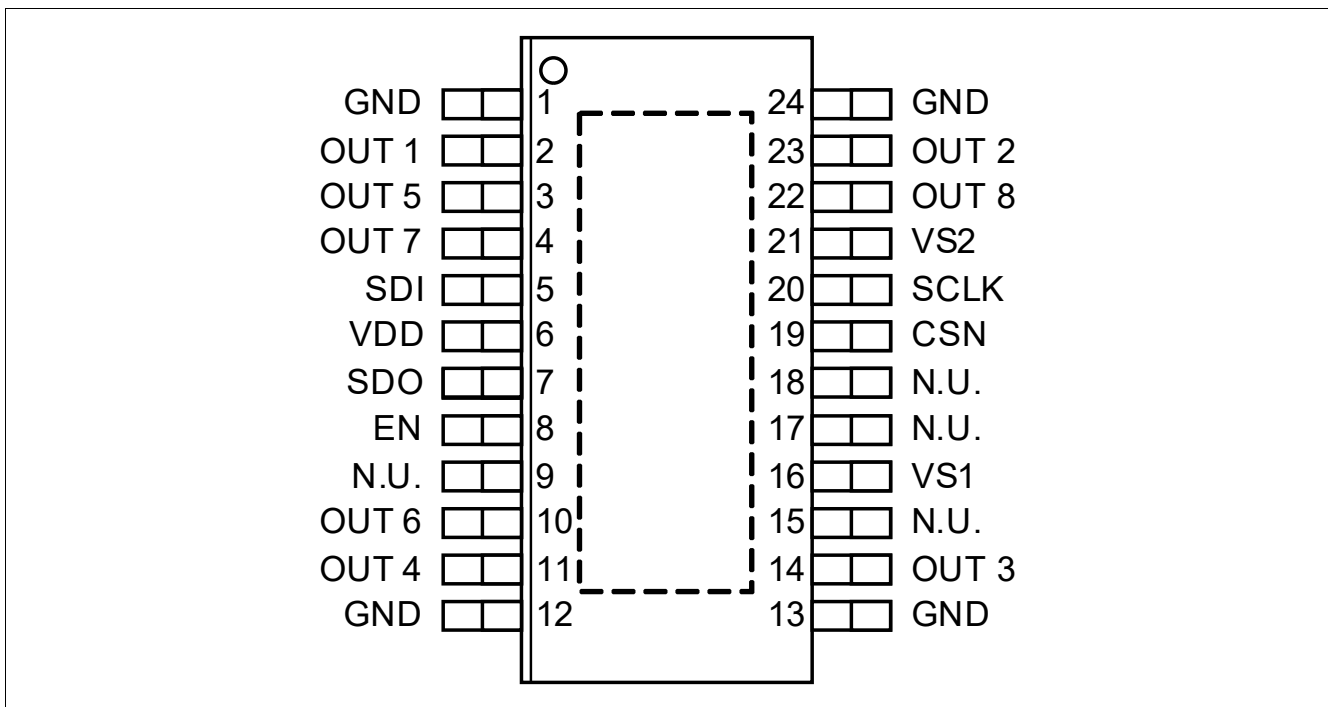 GND 1 24 GND
OUT 1 2 23 OUT 2
OUT 5 3 22 OUT 8
OUT 7 4 21 VS2
SDI 5 20 SCLK
VDD 6 19 CSN
SDO 7 18 N.U.
EN 8 17 N.U.
N.U. 9 16 VS1
OUT 6 10 15 N.U.
OUT 4 11 14 OUT 3
GND 12 13 GND